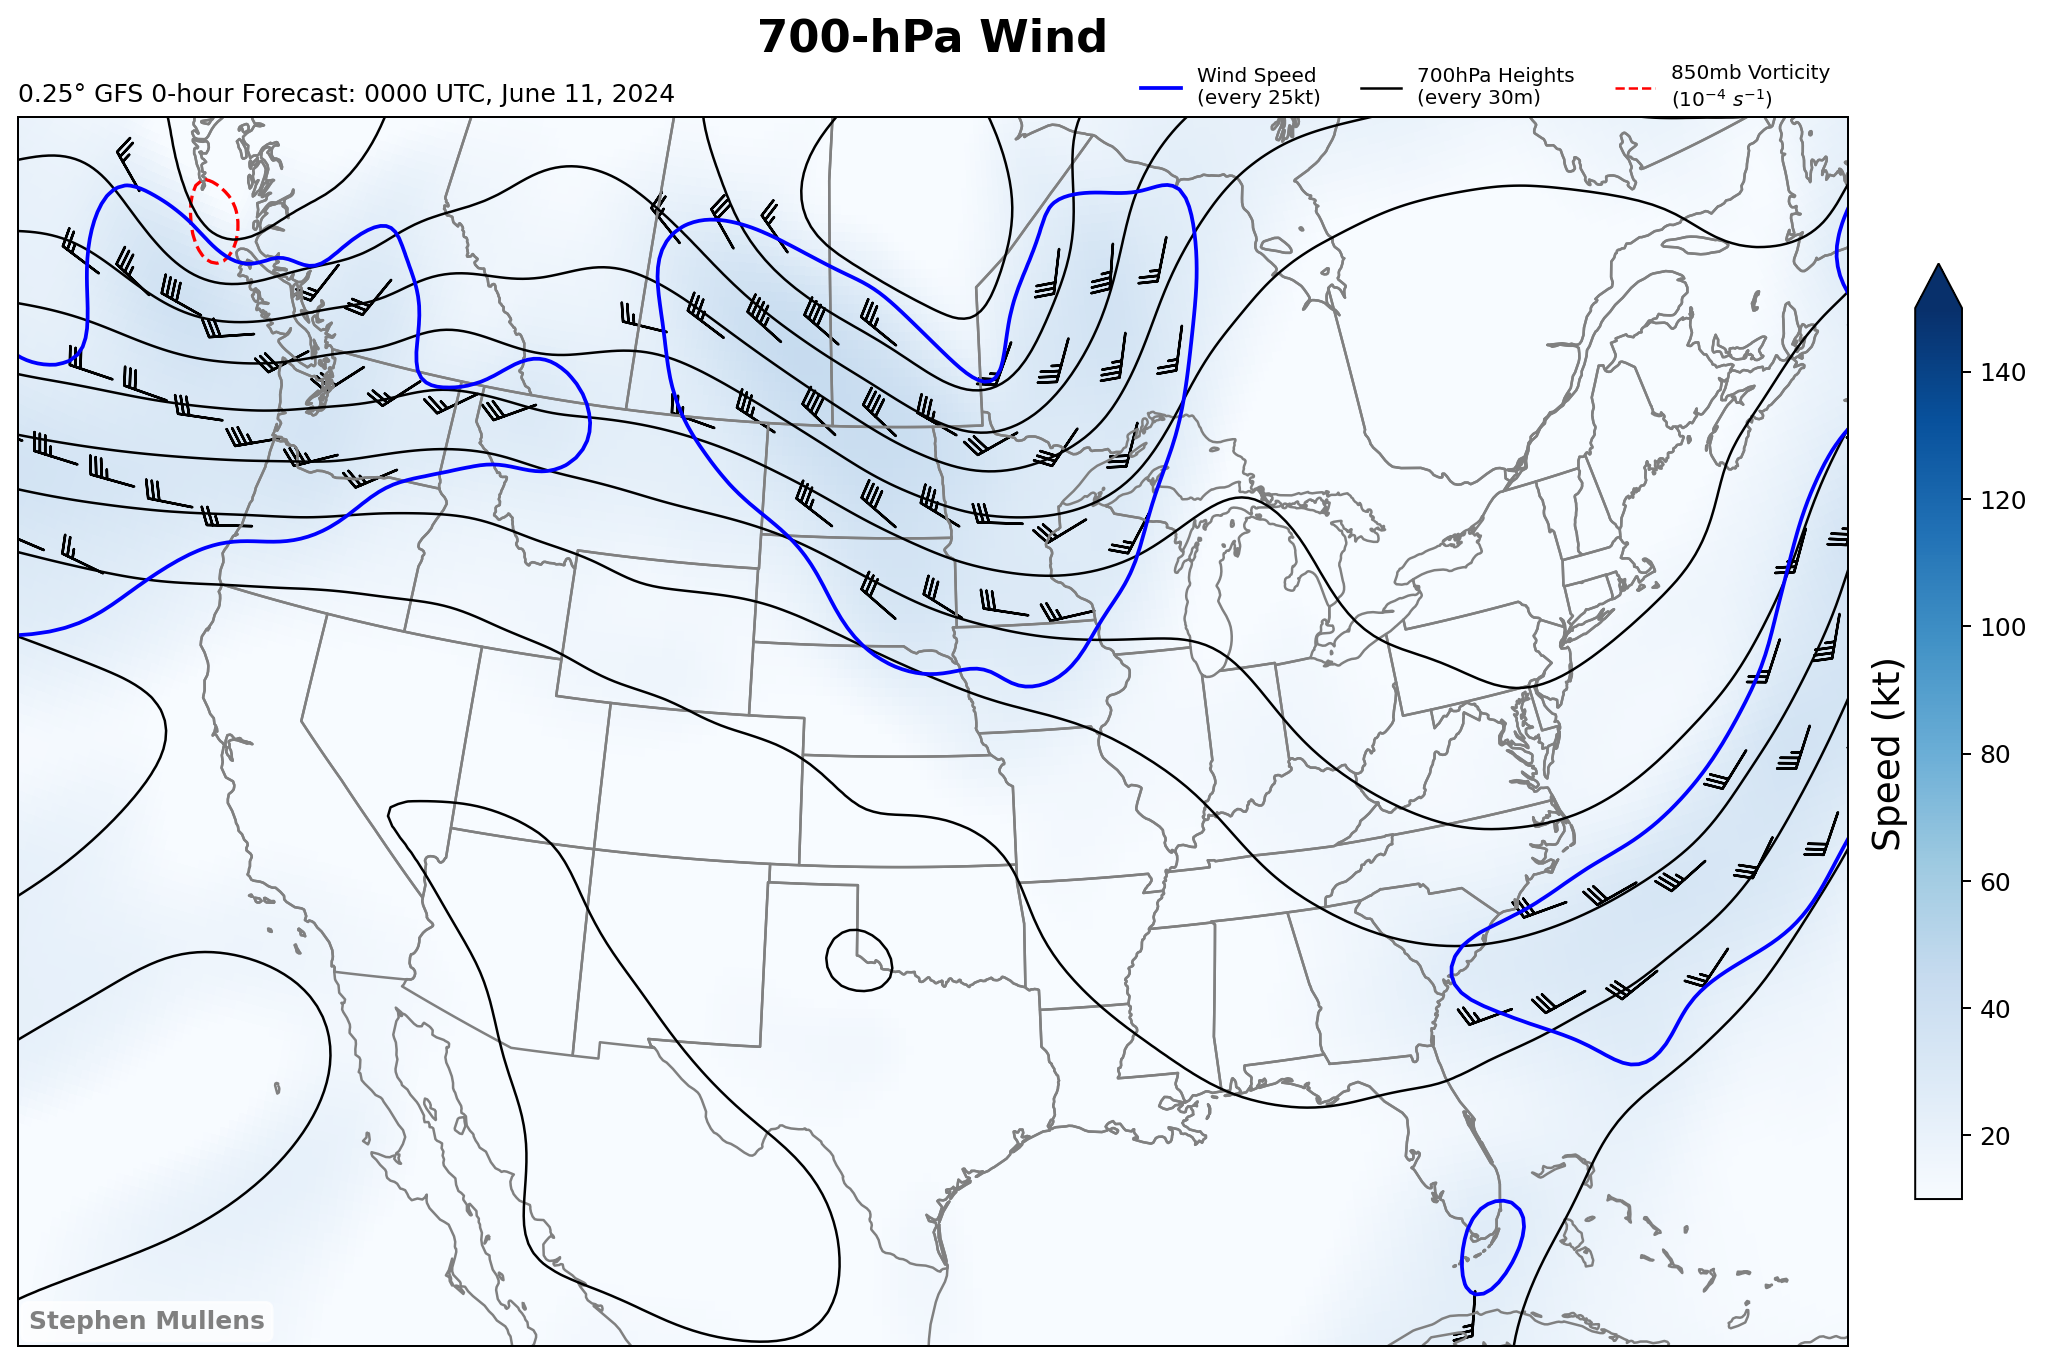 700-hPa Wind
0.25° GFS 0-hour Forecast: 0000 UTC, June 11, 2024
Wind Speed
(every 25kt)
700hPa Heights
(every 30m)
850mb Vorticity
(10⁻⁴ s⁻¹)
140
120
100
80
60
40
20
Speed (kt)
Stephen Mullens